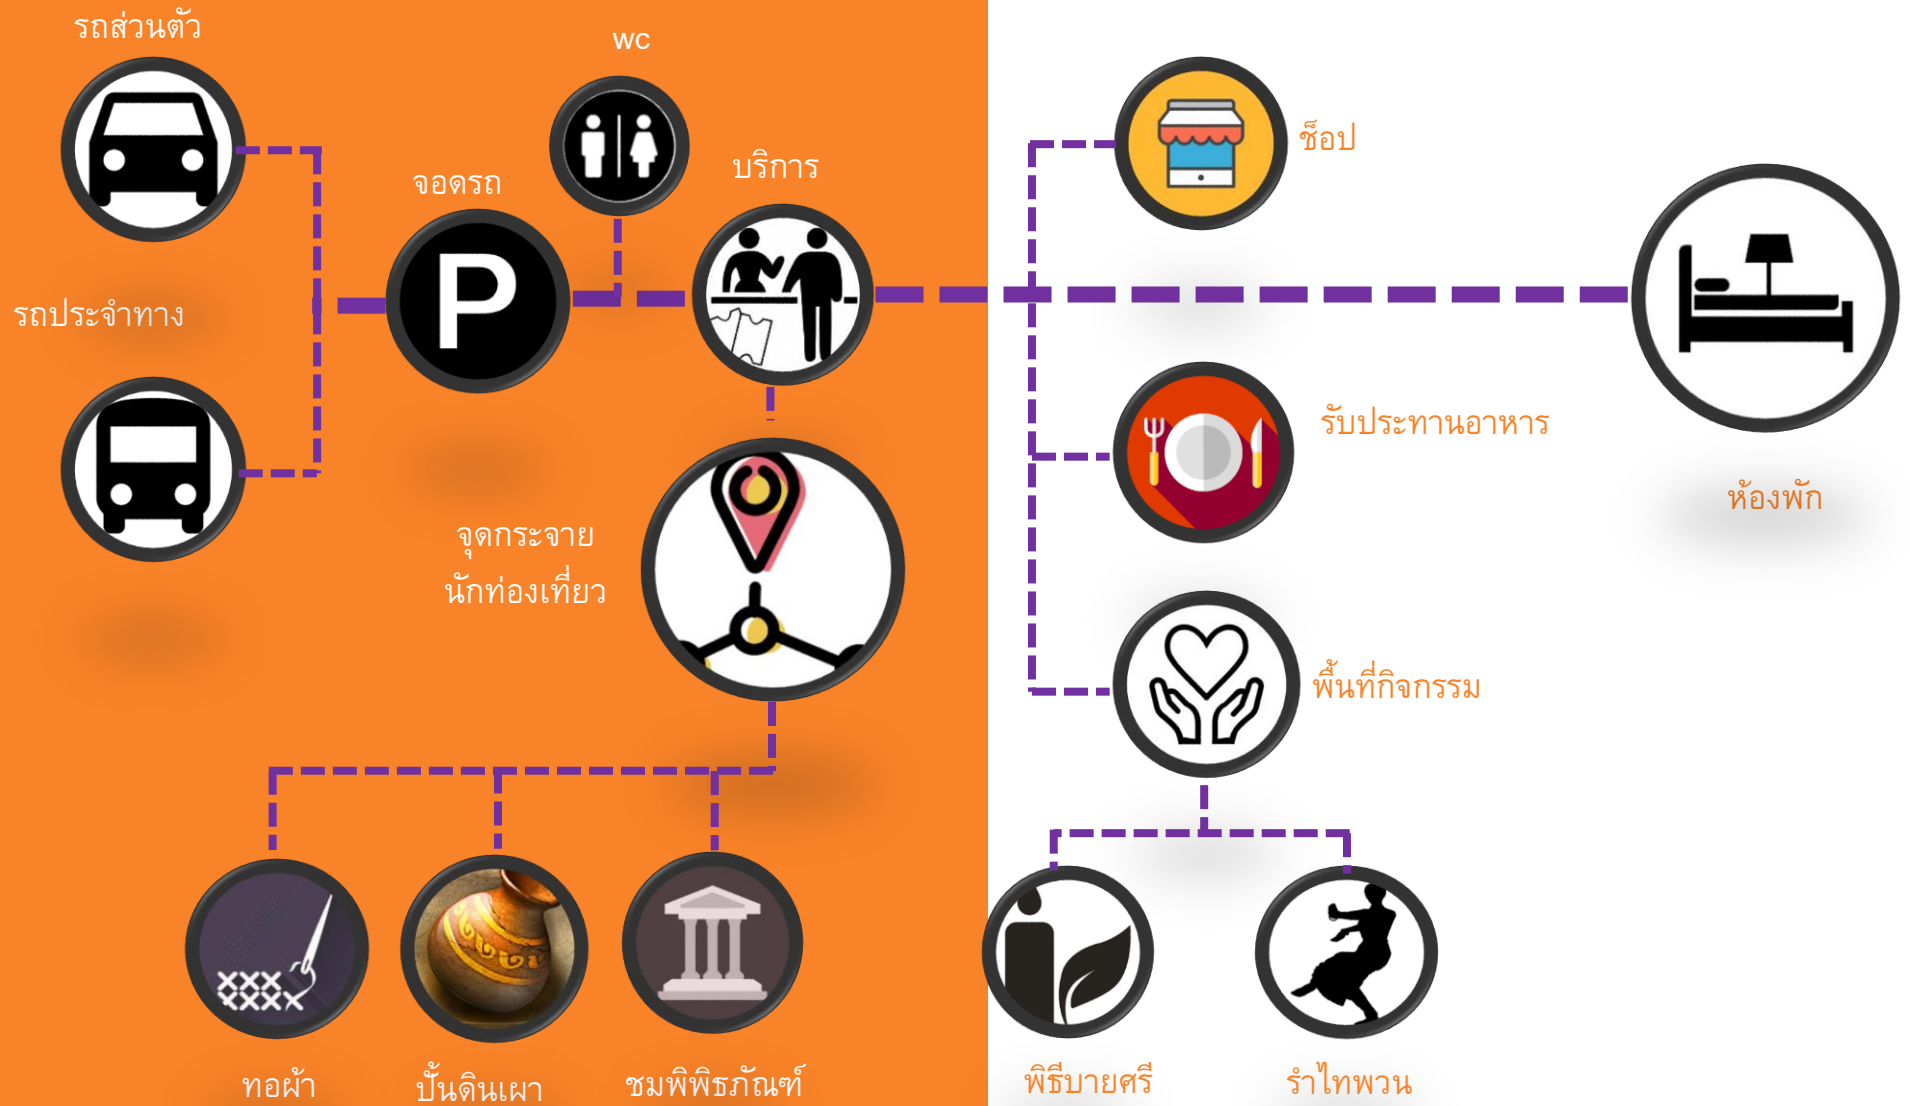 รถส่วนตัว
wc
ช็อป
บริการ
จอดรถ
P
รถประจำทาง
รับประทานอาหาร
ห้องพัก
จุดกระจาย
นักท่องเที่ยว
พื้นที่กิจกรรม
ทอผ้า
ปั้นดินเผา
ชมพิพิธภัณฑ์
พิธีบายศรี
รำไทพวน